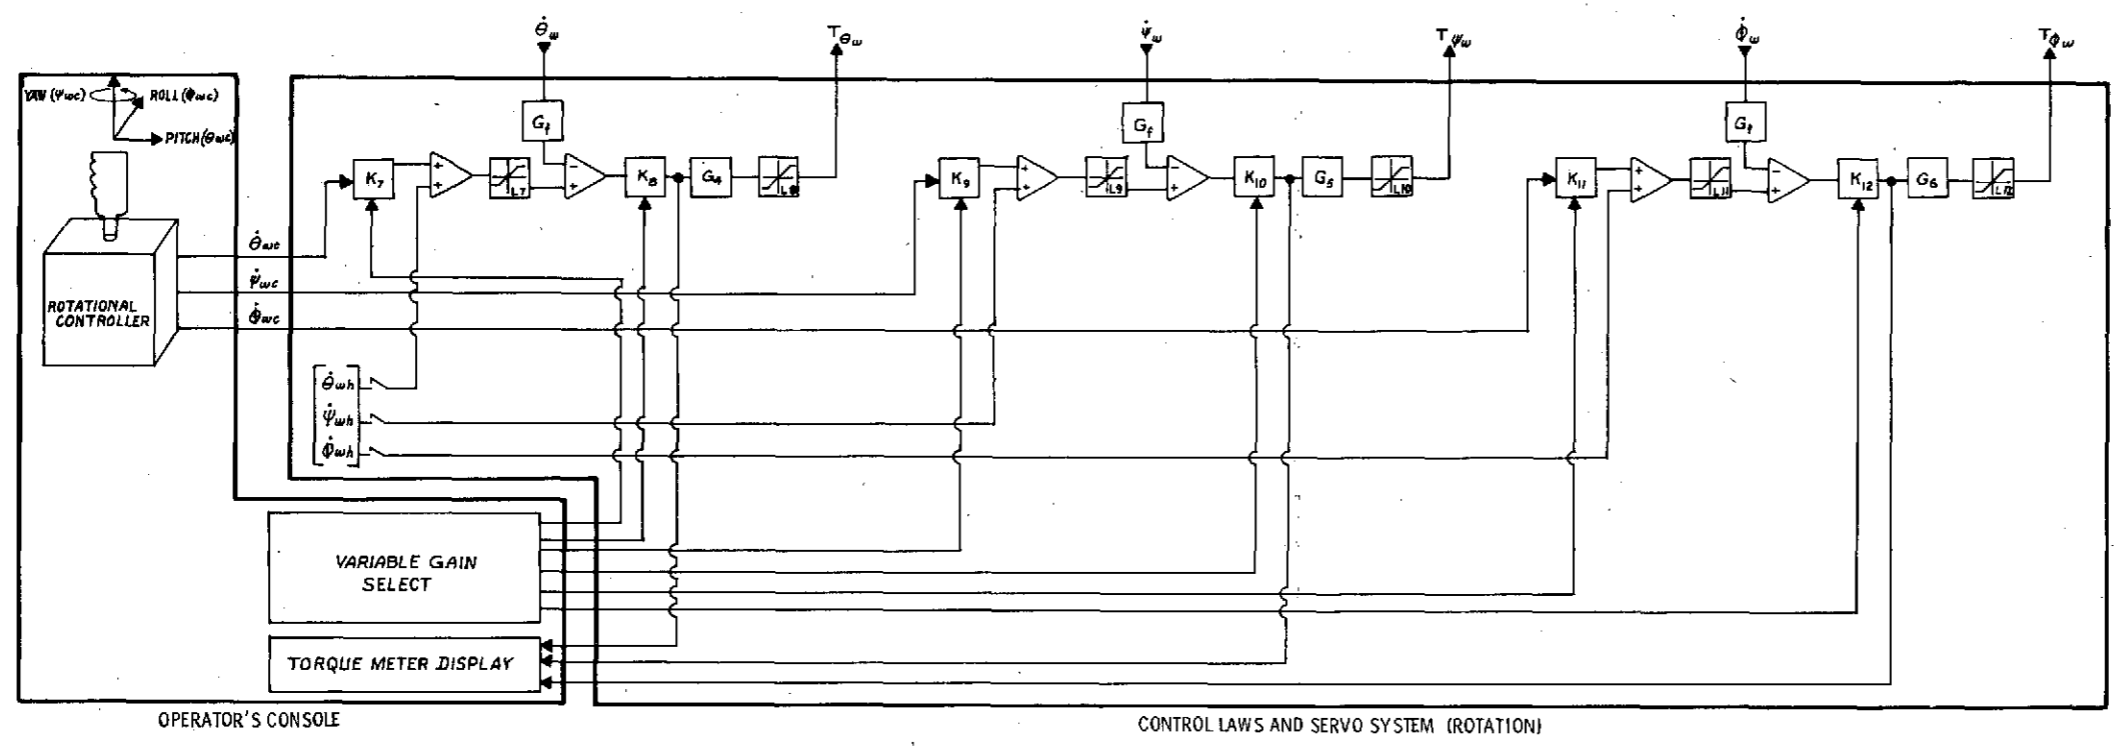 θ̇w
Tθw
ψ̇w
Tψw
ϕ̇w
Tϕw
YAW (ψwc)
ROLL (ϕwc)
PITCH (θwc)
Gf
Gf
Gf
K7
+
+
L7
-
+
K8
G4
L8
K9
+
+
L9
-
+
K10
G5
L10
K11
+
+
L11
-
+
K12
G6
L12
θ̇wc
ψ̇wc
ϕ̇wc
ROTATIONAL
CONTROLLER
θ̇wh
ψ̇wh
ϕ̇wh
VARIABLE GAIN
SELECT
TORQUE METER DISPLAY
OPERATOR'S CONSOLE
CONTROL LAWS AND SERVO SYSTEM (ROTATION)